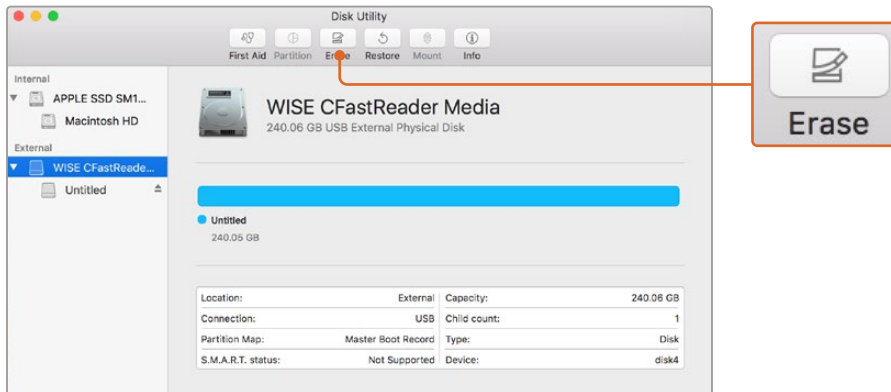 Disk Utility
First Aid Partition Erase Restore Mount Info
Erase
Internal
APPLE SSD SM1...
Macintosh HD
External
WISE CFastReade...
Untitled
WISE CFastReader Media
240.06 GB USB External Physical Disk
Untitled
240.05 GB
Location: External Capacity: 240.06 GB
Connection: USB Child count: 1
Partition Map: Master Boot Record Type: Disk
S.M.A.R.T. status: Not Supported Device: disk4